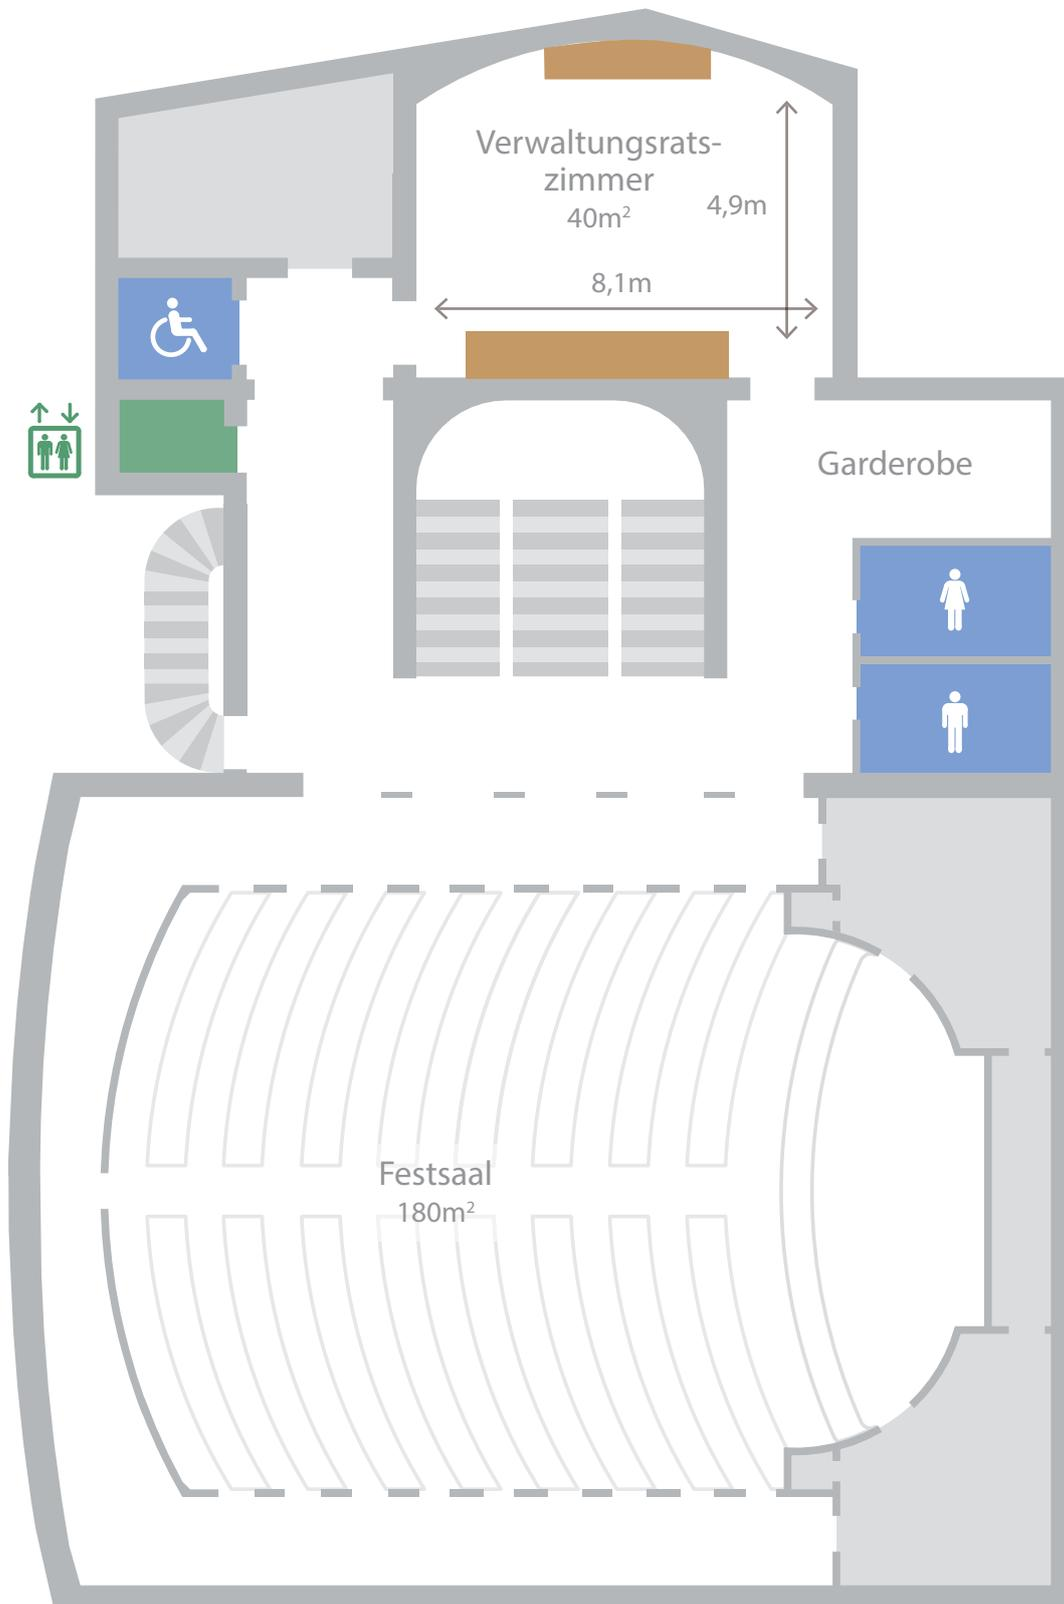 Verwaltungsrats-
zimmer
40m²
4,9m
8,1m
Garderobe
Festsaal
180m²